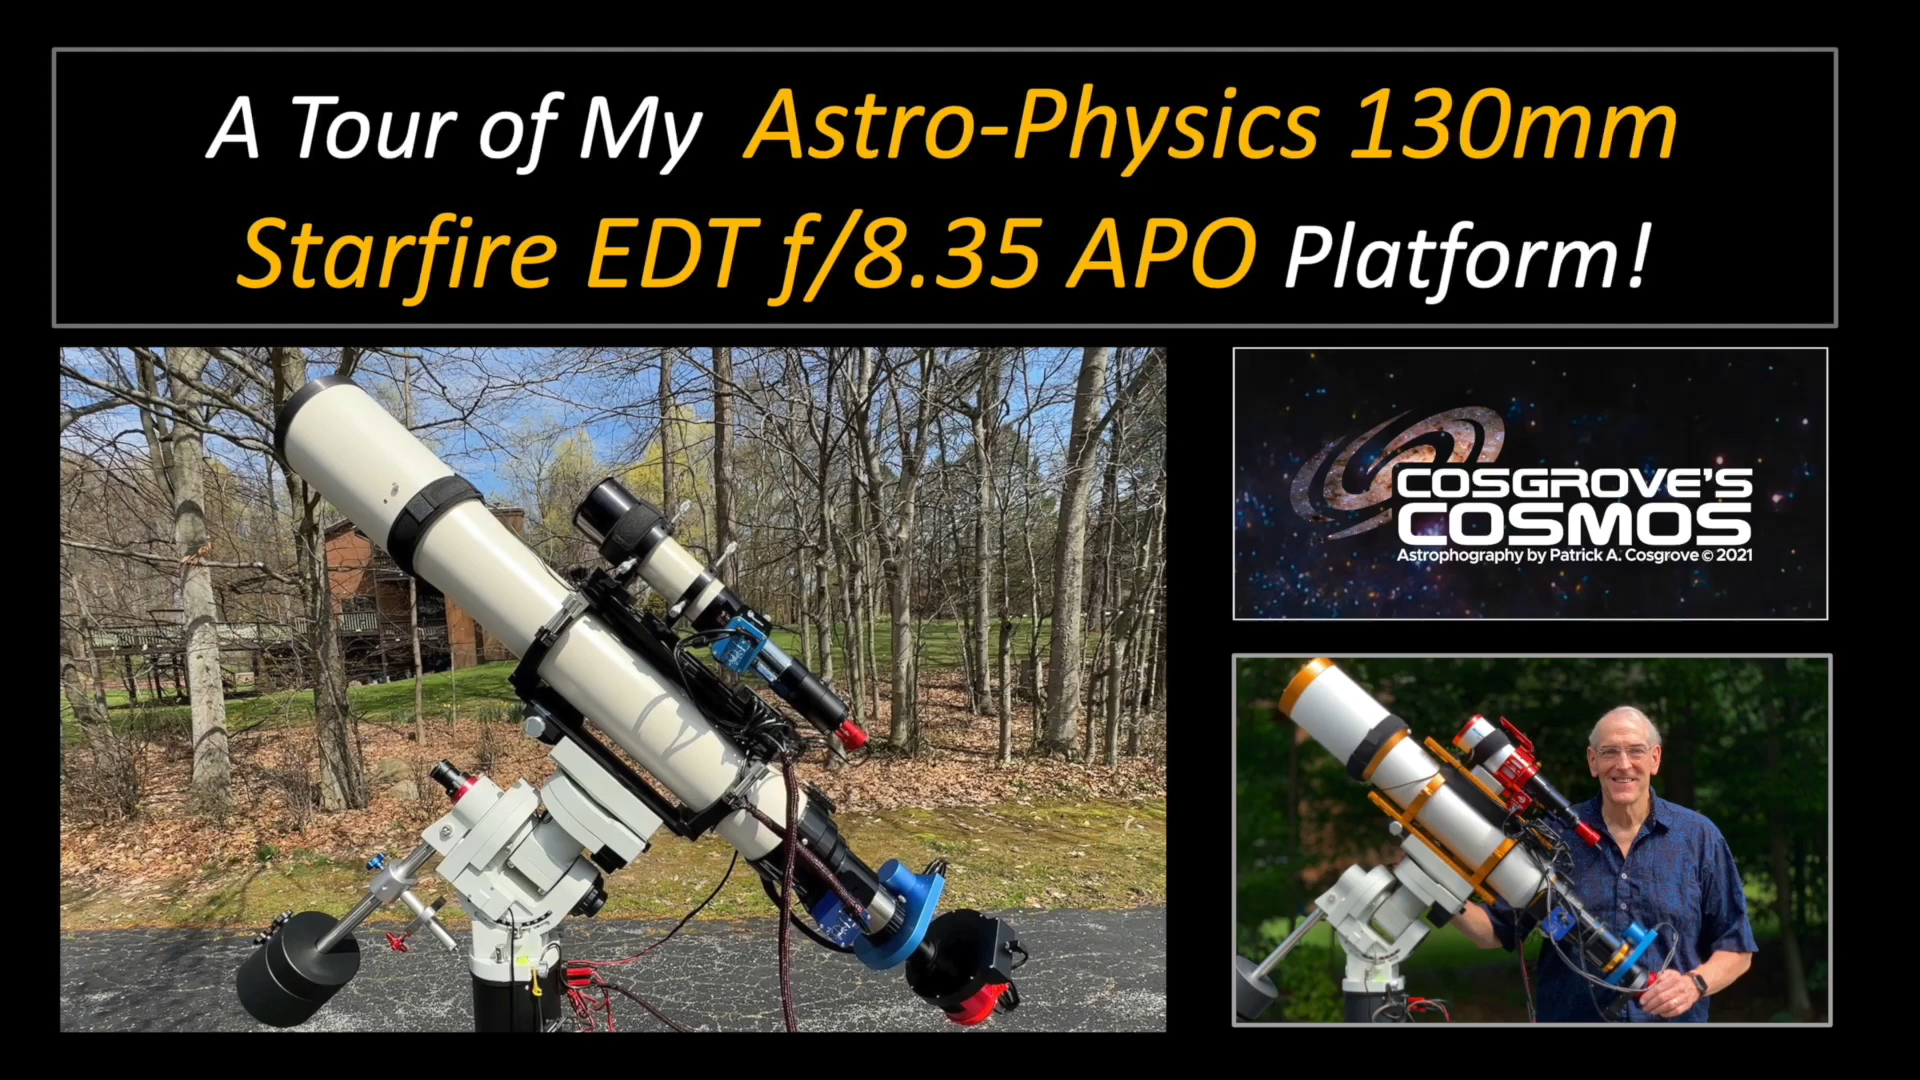 A Tour of My Astro-Physics 130mm
Starfire EDT f/8.35 APO Platform!
COSGROVE'S
COSMOS
Astrophography by Patrick A. Cosgrove © 2021